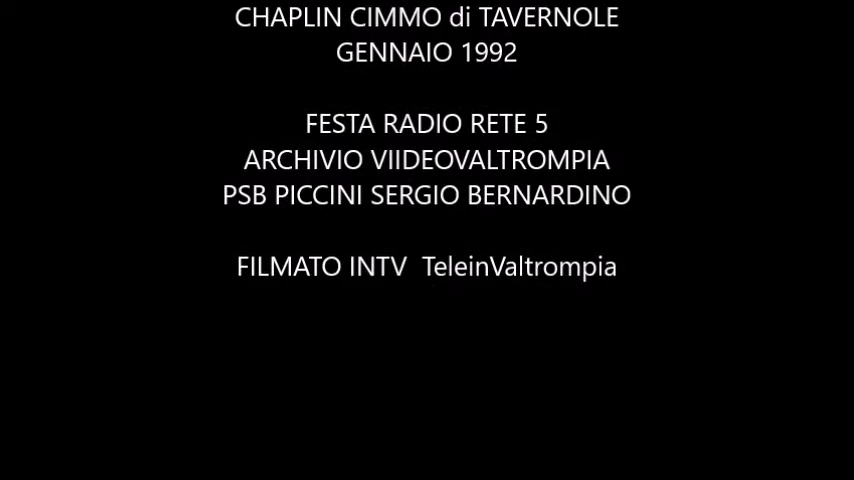 CHAPLIN CIMMO di TAVERNOLE
GENNAIO 1992
FESTA RADIO RETE 5
ARCHIVIO VIIDEOVALTROMPIA
PSB PICCINI SERGIO BERNARDINO
FILMATO INTV TeleinValtrompia